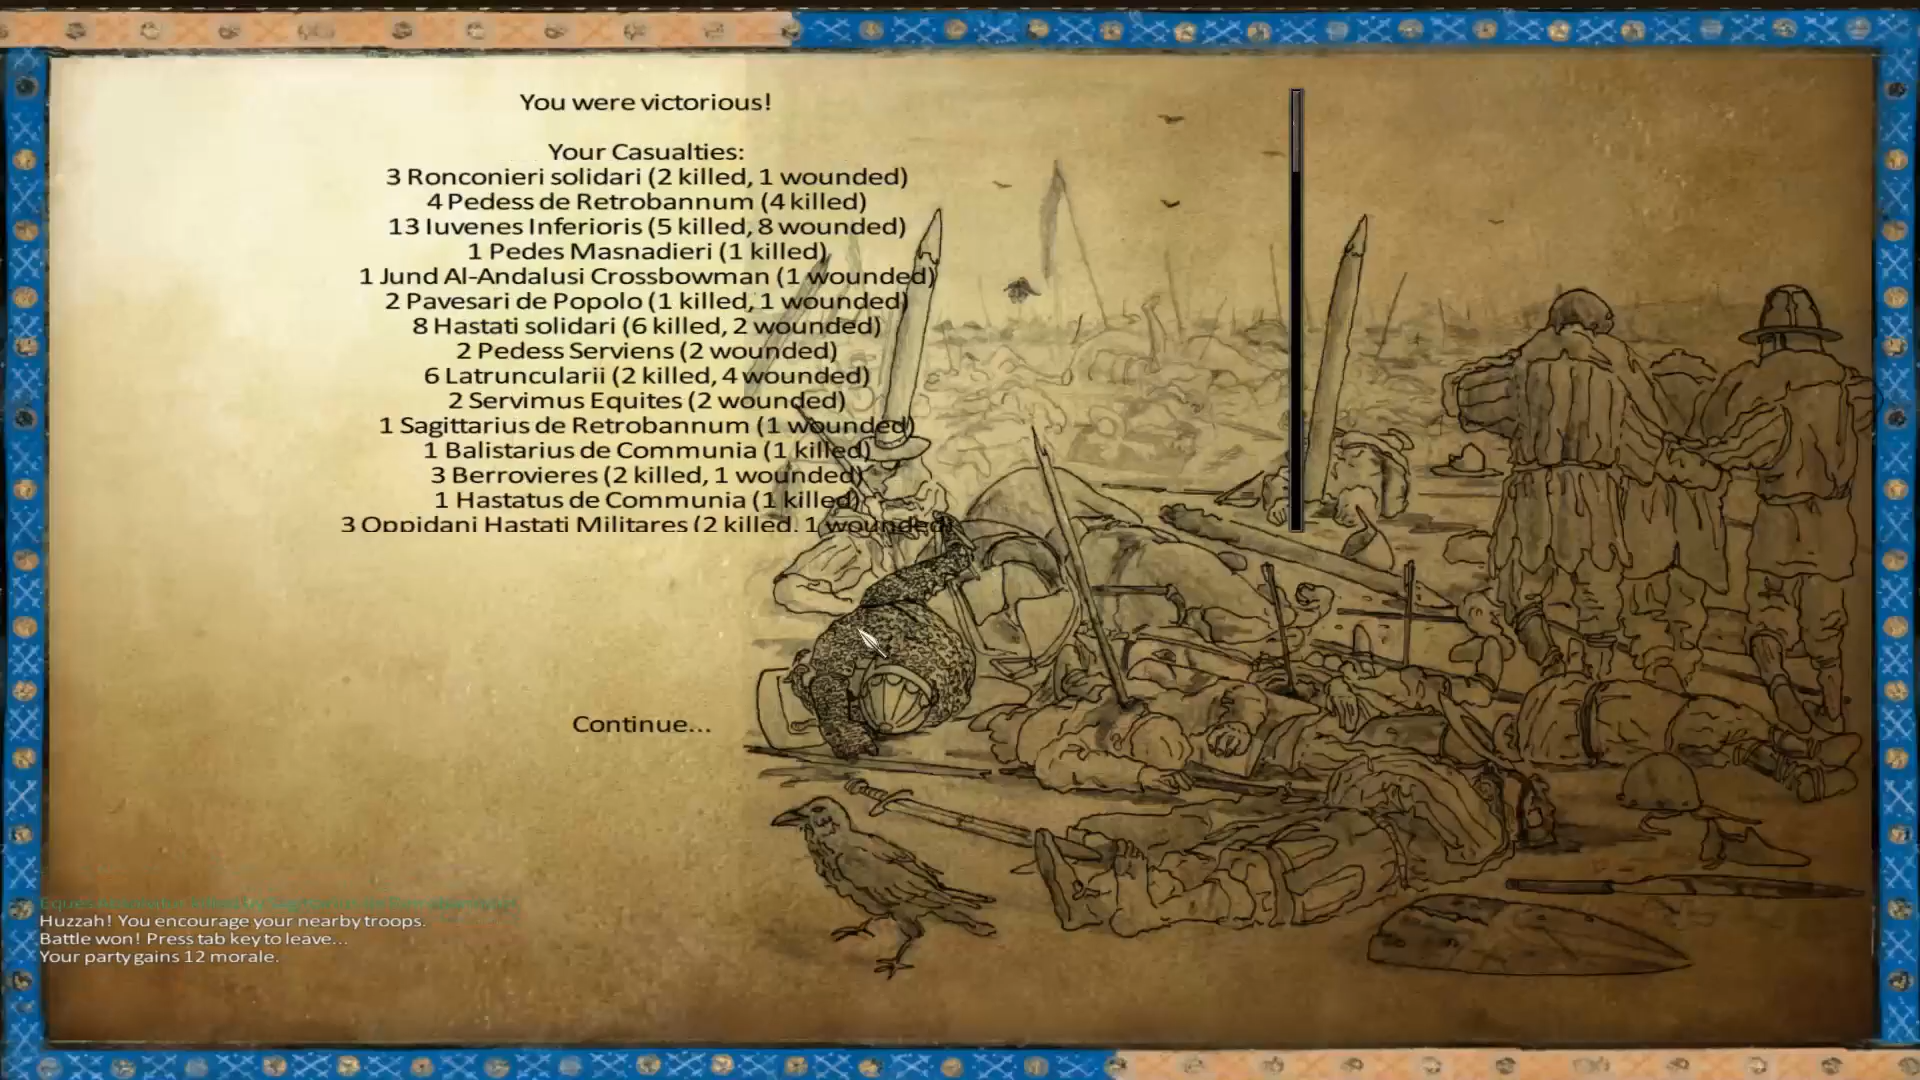 You were victorious!
Your Casualties:
3 Ronconieri solidari (2 killed, 1 wounded)
4 Pedess de Retrobannum (4 killed)
13 Iuvenes Inferioris (5 killed, 8 wounded)
1 Pedes Masnadieri (1 killed)
1 Jund Al-Andalusi Crossbowman (1 wounded)
2 Pavesari de Popolo (1 killed, 1 wounded)
8 Hastati solidari (6 killed, 2 wounded)
2 Pedess Serviens (2 wounded)
6 Latruncularii (2 killed, 4 wounded)
2 Servimus Equites (2 wounded)
1 Sagittarius de Retrobannum (1 wounded)
1 Balistarius de Communia (1 killed)
3 Berrovieres (2 killed, 1 wounded)
1 Hastatus de Communia (1 killed)
3 Oppidani Hastati Militares (2 killed, 1 wounded)
Continue...
killed by Sagittarius de
Huzzah! You encourage your nearby troops.
Battle won! Press tab key to leave...
Your party gains 12 morale.